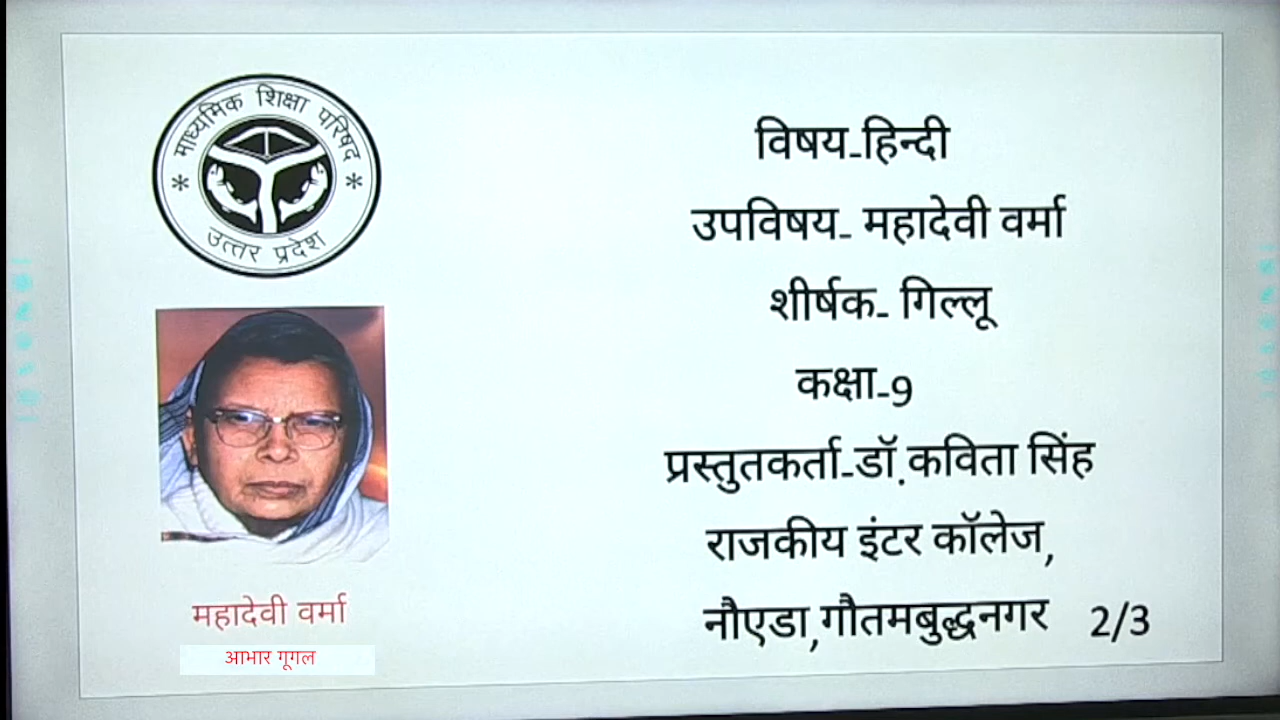 माध्यमिक शिक्षा परिषद
उत्तर प्रदेश
महादेवी वर्मा
आभार गूगल
विषय-हिन्दी
उपविषय- महादेवी वर्मा
शीर्षक- गिल्लू
कक्षा-9
प्रस्तुतकर्ता-डॉ.कविता सिंह
राजकीय इंटर कॉलेज,
नौएडा,गौतमबुद्धनगर 2/3